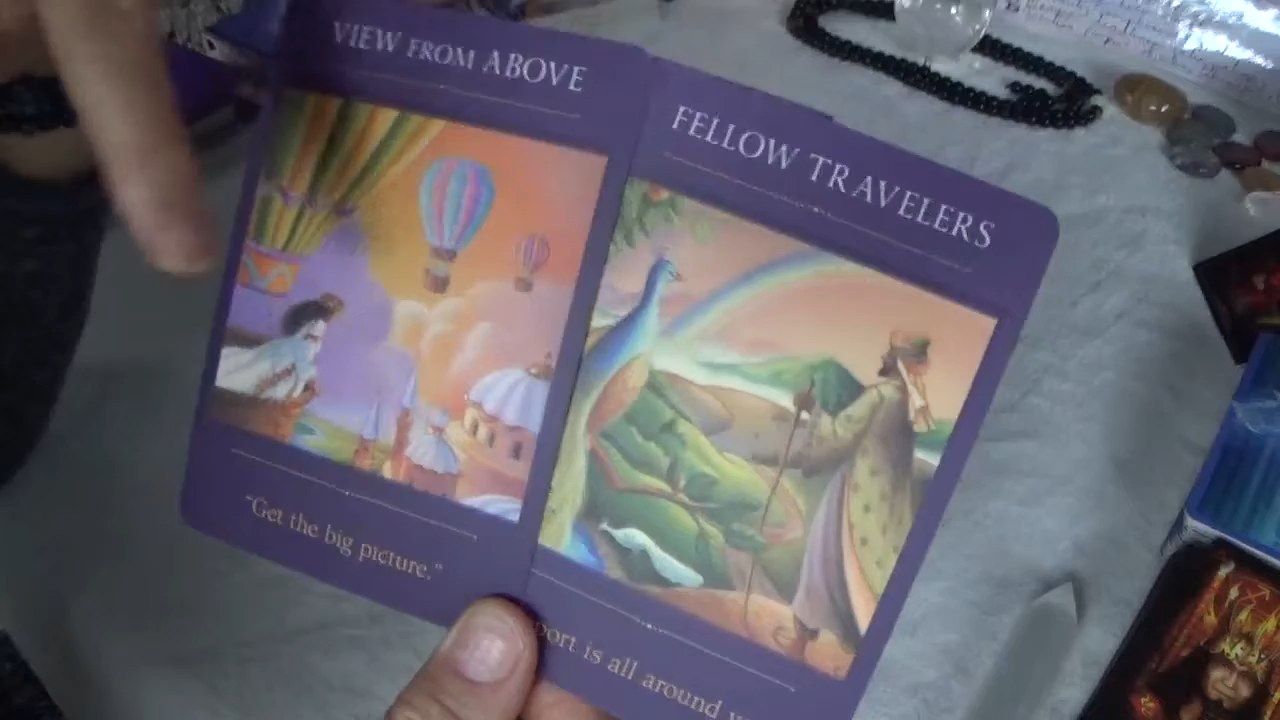 VIEW FROM ABOVE
FELLOW TRAVELERS
"Get the big picture."
port is all around